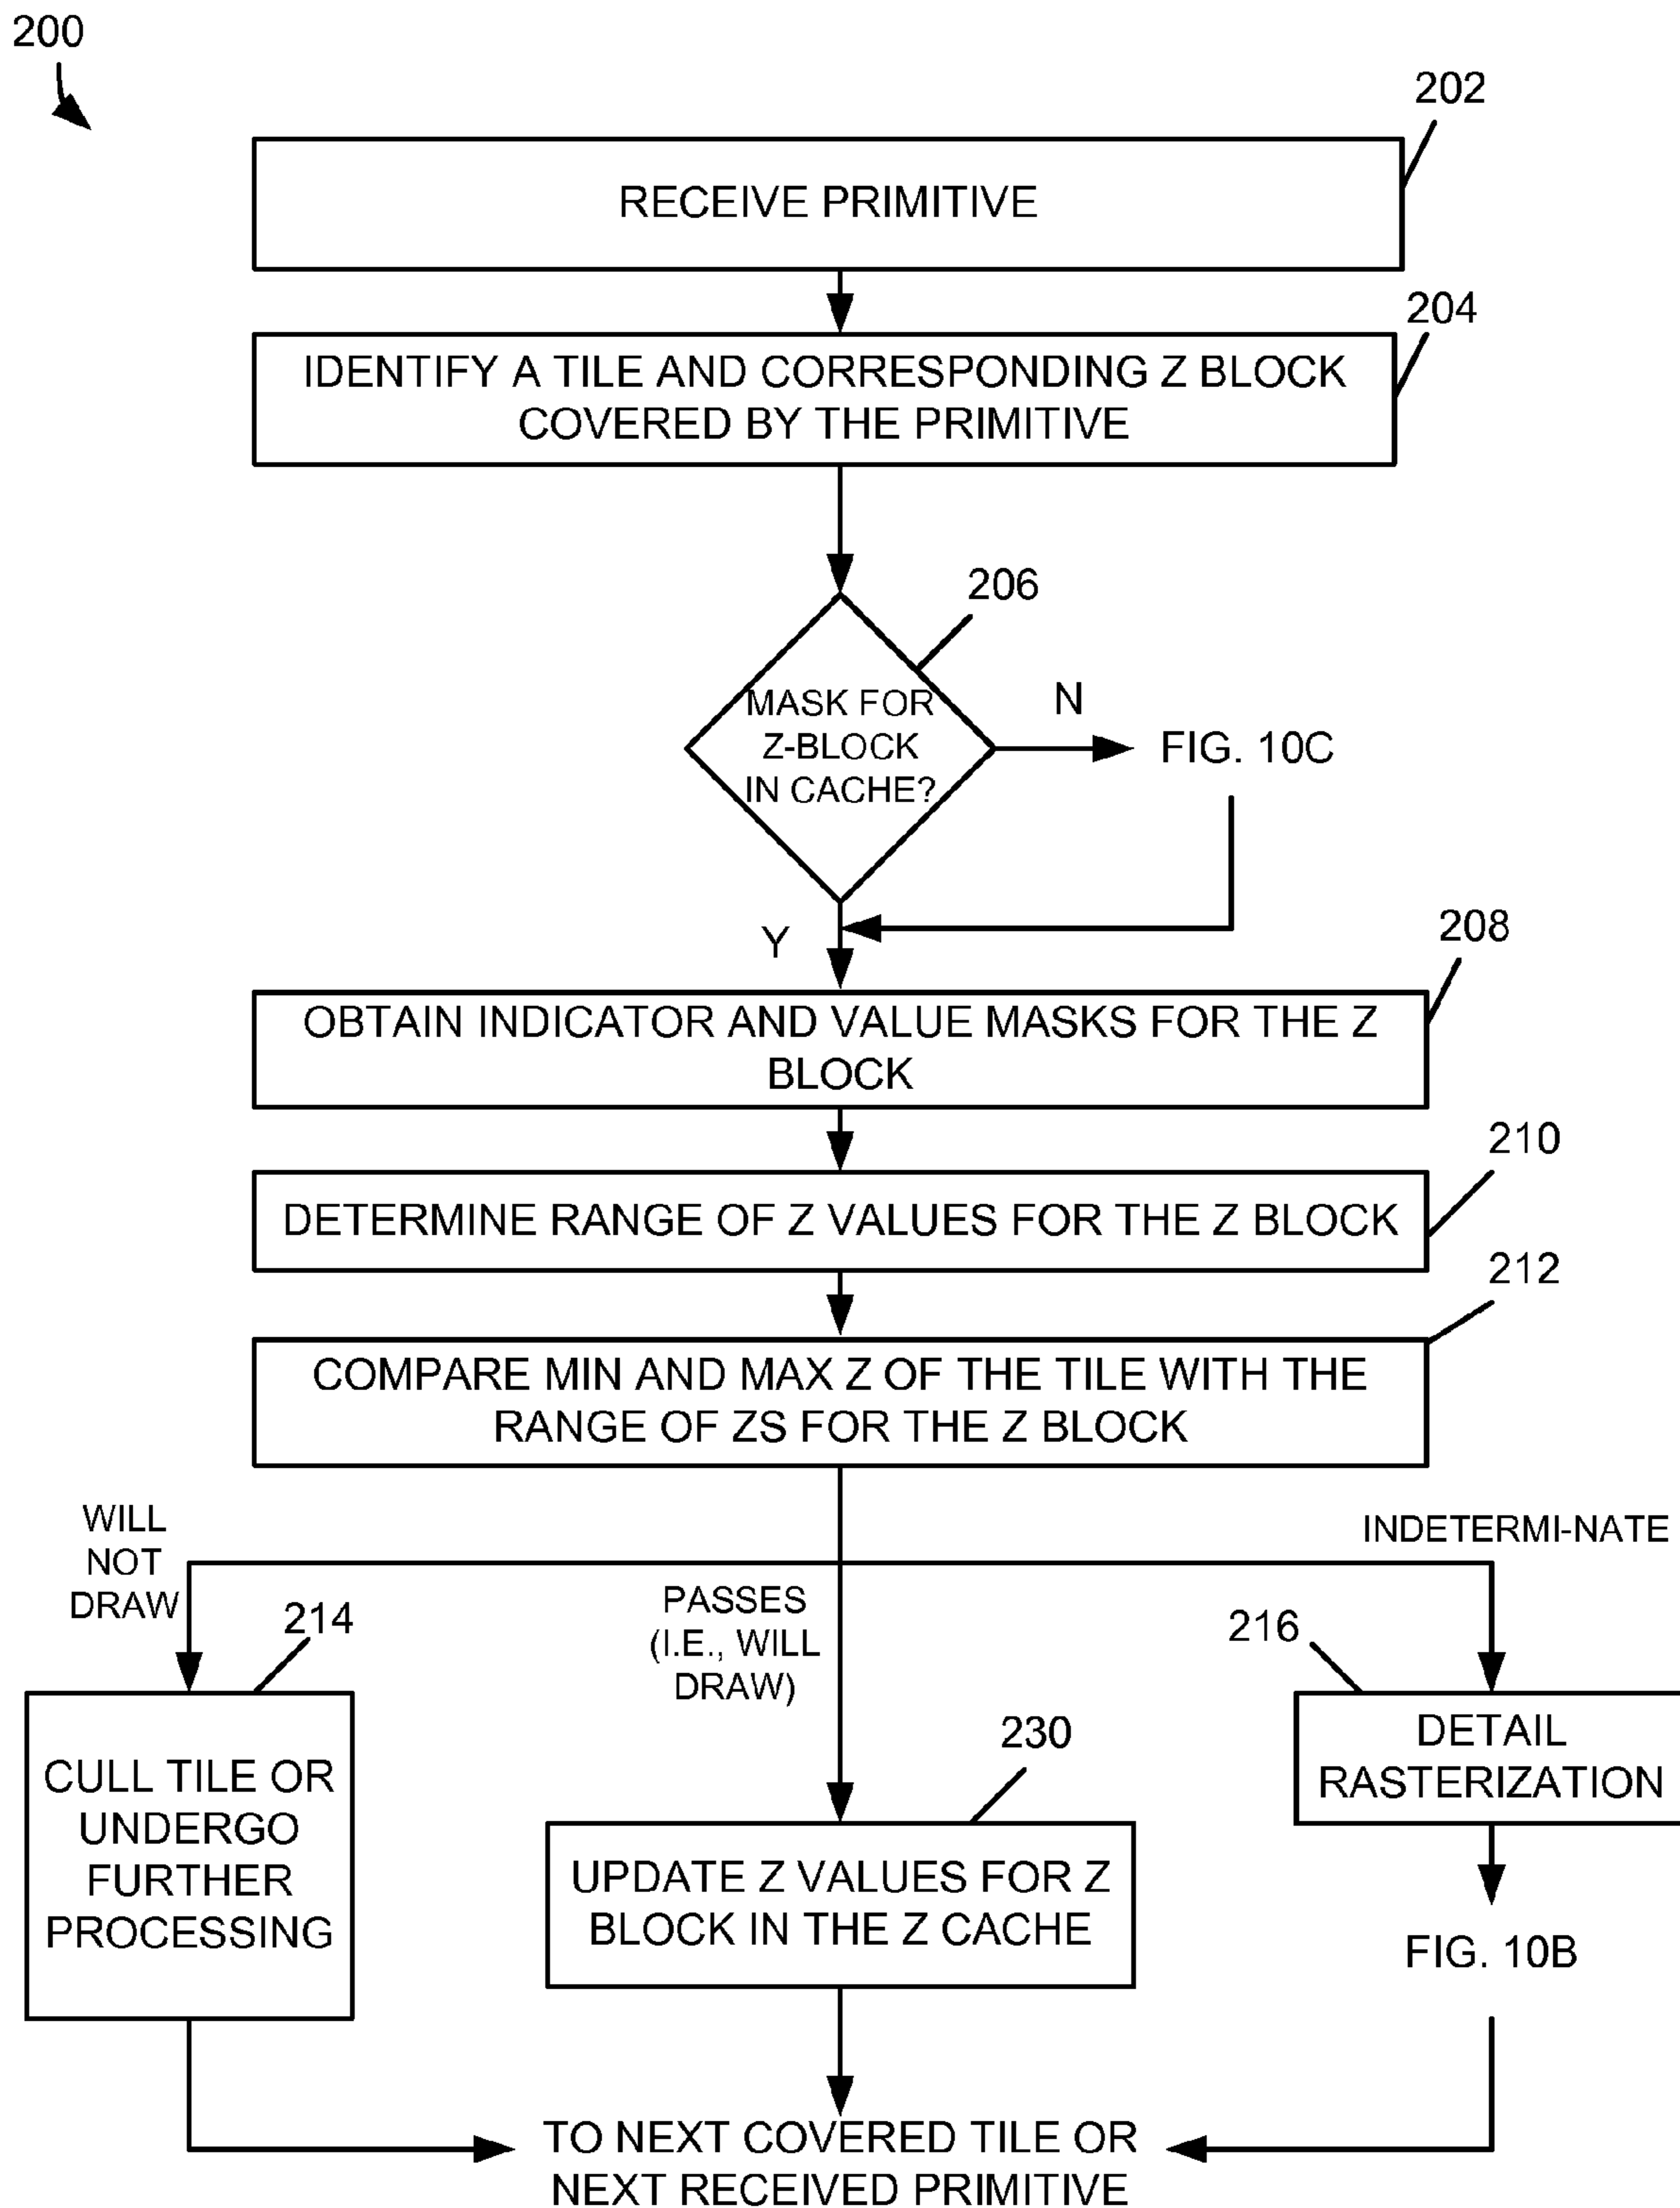 200
202
RECEIVE PRIMITIVE
204
IDENTIFY A TILE AND CORRESPONDING Z BLOCK
COVERED BY THE PRIMITIVE
206
MASK FOR
Z-BLOCK
IN CACHE?
N
FIG. 10C
Y
208
OBTAIN INDICATOR AND VALUE MASKS FOR THE Z
BLOCK
210
DETERMINE RANGE OF Z VALUES FOR THE Z BLOCK
212
COMPARE MIN AND MAX Z OF THE TILE WITH THE
RANGE OF ZS FOR THE Z BLOCK
WILL
NOT
DRAW
214
CULL TILE OR
UNDERGO
FURTHER
PROCESSING
PASSES
(I.E., WILL
DRAW)
230
UPDATE Z VALUES FOR Z
BLOCK IN THE Z CACHE
INDETERMI-NATE
216
DETAIL
RASTERIZATION
FIG. 10B
TO NEXT COVERED TILE OR
NEXT RECEIVED PRIMITIVE